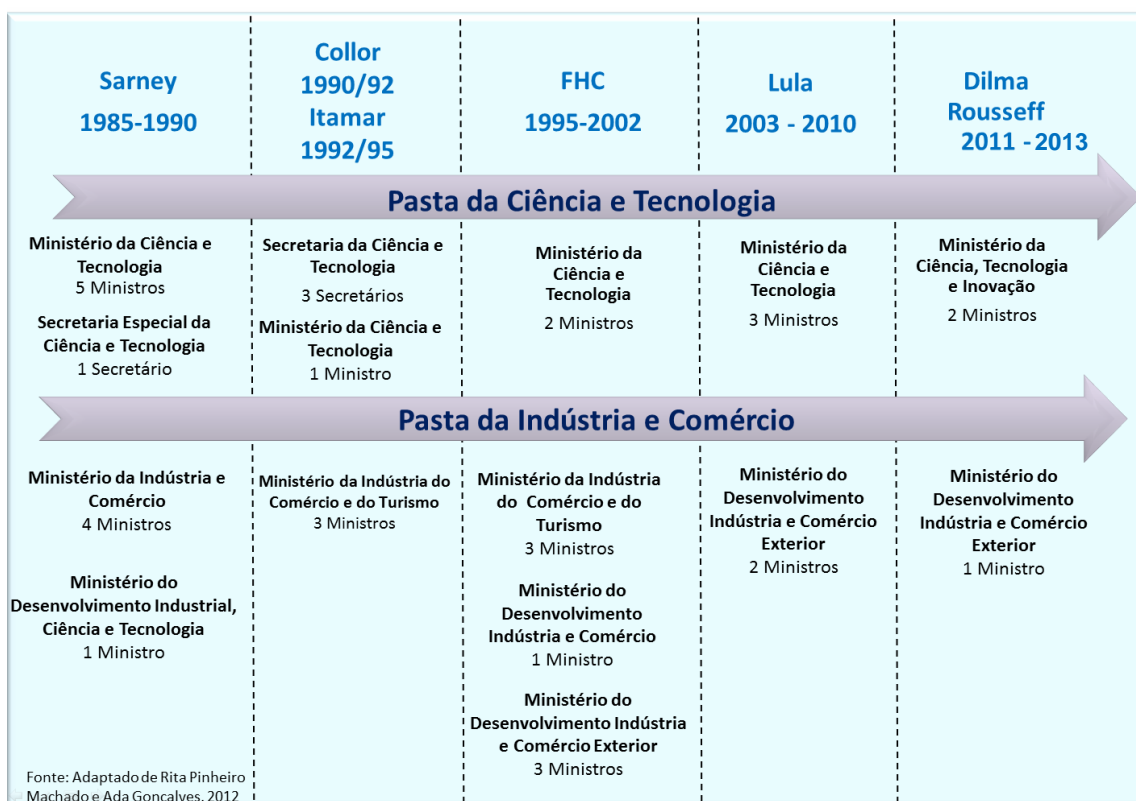 Sarney
1985-1990
Collor
1990/92
Itamar
1992/95
FHC
1995-2002
Lula
2003 - 2010
Dilma
Rousseff
2011 - 2013
Pasta da Ciência e Tecnologia
Ministério da Ciência e
Tecnologia
5 Ministros
Secretaria Especial da
Ciência e Tecnologia
1 Secretário
Secretaria da Ciência e
Tecnologia
3 Secretários
Ministério da Ciência e
Tecnologia
1 Ministro
Ministério da
Ciência e
Tecnologia
2 Ministros
Ministério da
Ciência e
Tecnologia
3 Ministros
Ministério da
Ciência, Tecnologia
e Inovação
2 Ministros
Pasta da Indústria e Comércio
Ministério da Indústria e
Comércio
4 Ministros
Ministério do
Desenvolvimento Industrial,
Ciência e Tecnologia
1 Ministro
Ministério da Indústria do
Comércio e do Turismo
3 Ministros
Ministério da Indústria
do Comércio e do
Turismo
3 Ministros
Ministério do
Desenvolvimento
Indústria e Comércio
1 Ministro
Ministério do
Desenvolvimento Indústria
e Comércio Exterior
3 Ministros
Ministério do
Desenvolvimento
Indústria e Comércio
Exterior
2 Ministros
Ministério do
Desenvolvimento
Indústria e Comércio
Exterior
1 Ministro
Fonte: Adaptado de Rita Pinheiro
Machado e Ada Gonçalves, 2012